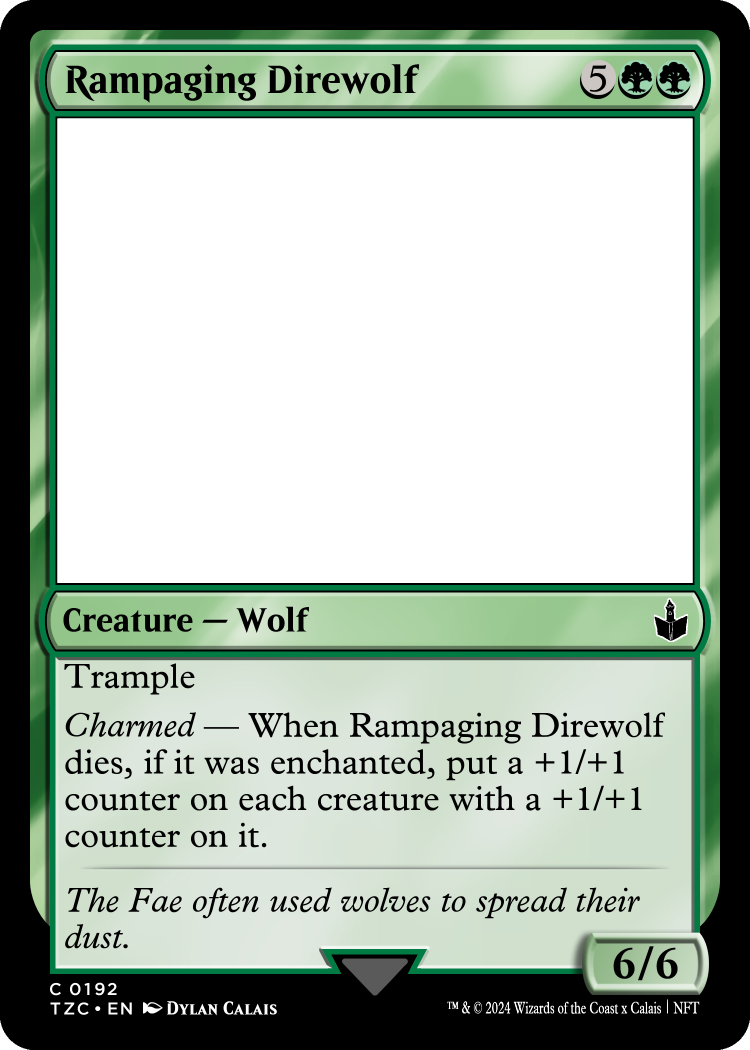 Rampaging Direwolf 5
Creature — Wolf
Trample
Charmed — When Rampaging Direwolf
dies, if it was enchanted, put a +1/+1
counter on each creature with a +1/+1
counter on it.
The Fae often used wolves to spread their
dust.
6/6
C 0192
TZC • EN Dylan Calais
™ & © 2024 Wizards of the Coast x Calais | NFT